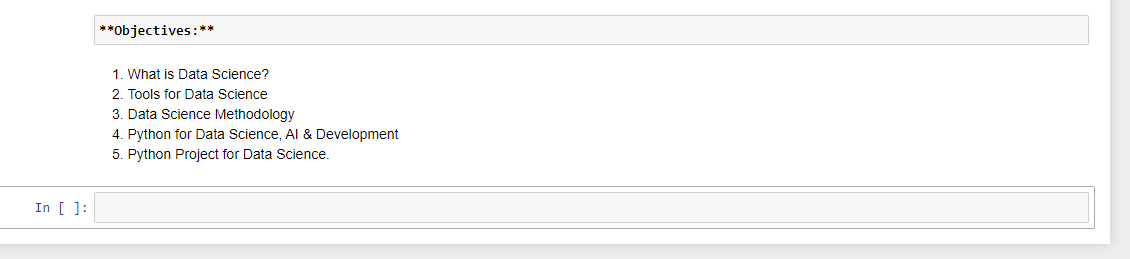 **Objectives:**
1. What is Data Science?
2. Tools for Data Science
3. Data Science Methodology
4. Python for Data Science, AI & Development
5. Python Project for Data Science.
In [ ]: